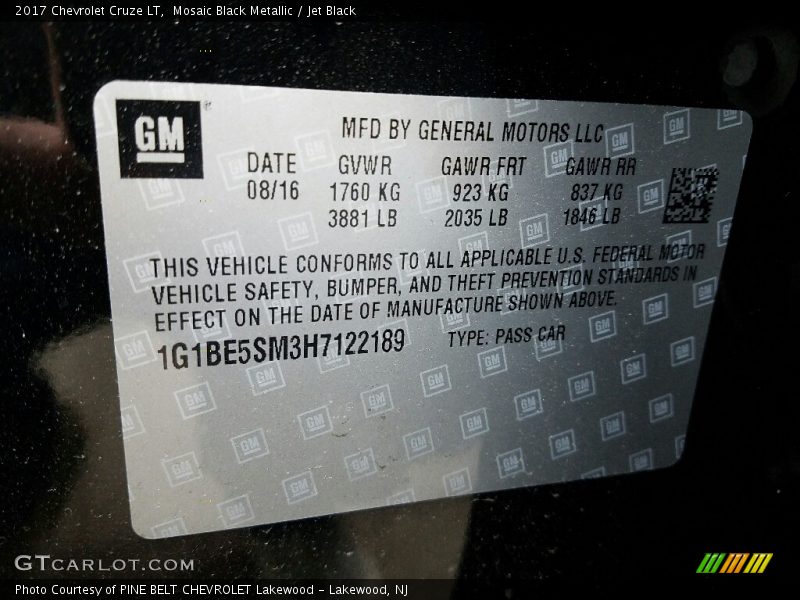 2017 Chevrolet Cruze LT, Mosaic Black Metallic / Jet Black
GM
MFD BY GENERAL MOTORS LLC
DATE GVWR GAWR FRT GAWR RR
08/16 1760 KG 923 KG 837 KG
3881 LB 2035 LB 1846 LB
THIS VEHICLE CONFORMS TO ALL APPLICABLE U.S. FEDERAL MOTOR
VEHICLE SAFETY, BUMPER, AND THEFT PREVENTION STANDARDS IN
EFFECT ON THE DATE OF MANUFACTURE SHOWN ABOVE.
1G1BE5SM3H7122189 TYPE: PASS CAR
GTCARLOT.COM
Photo Courtesy of PINE BELT CHEVROLET Lakewood - Lakewood, NJ